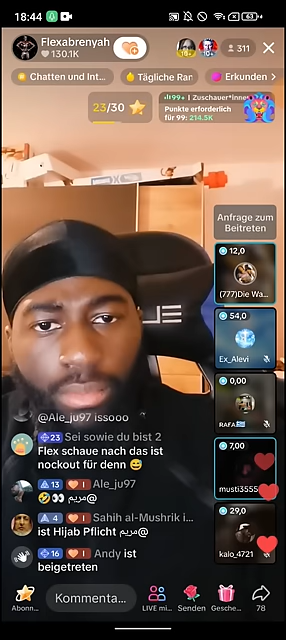 18:44
63
Flexabrenyah
130.1K
311
Chatten und Int...
Tägliche Ran
Erkunden
23/30
99+ | Zuschauer*inne
Punkte erforderlich
für 99: 214.5K
Anfrage zum
Beitreten
12,0
(777)Die Wa...
54,0
Ex_Alevi
0,00
RAFA
7,00
musti3555
29,0
kalo_4721
@Ale_ju97 issooo
23 Sei sowie du bist 2
Flex schaue nach das ist
nockout für denn 😅
13 I Ale_ju97
🤣👀 مريم@
4 I Sahih al-Mushrik i...
ist Hijab Pflicht مريم@
16 I Andy ist
beigetreten
Abonn...
Kommenta...
LIVE mi...
Senden
Gesche...
78